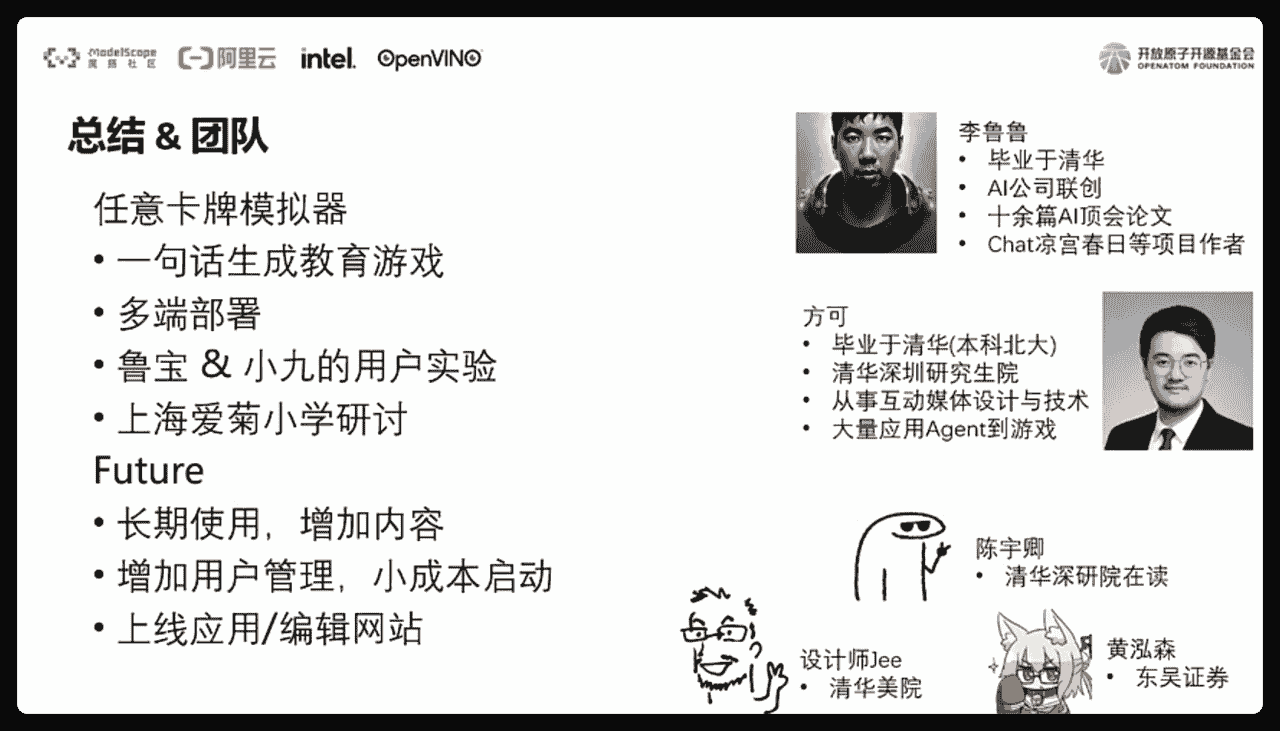 ModelScope
魔搭社区
阿里云
intel.
OpenVINO
开放原子开源基金会
OPENATOM FOUNDATION
总结 & 团队
任意卡牌模拟器
• 一句话生成教育游戏
• 多端部署
• 鲁宝 & 小九的用户实验
• 上海爱菊小学研讨
Future
• 长期使用，增加内容
• 增加用户管理，小成本启动
• 上线应用/编辑网站
李鲁鲁
• 毕业于清华
• AI公司联创
• 十余篇AI顶会论文
• Chat凉宫春日等项目作者
方可
• 毕业于清华(本科北大)
• 清华深圳研究生院
• 从事互动媒体设计与技术
• 大量应用Agent到游戏
陈宇卿
• 清华深研院在读
设计师Jee
• 清华美院
黄泓森
• 东吴证券